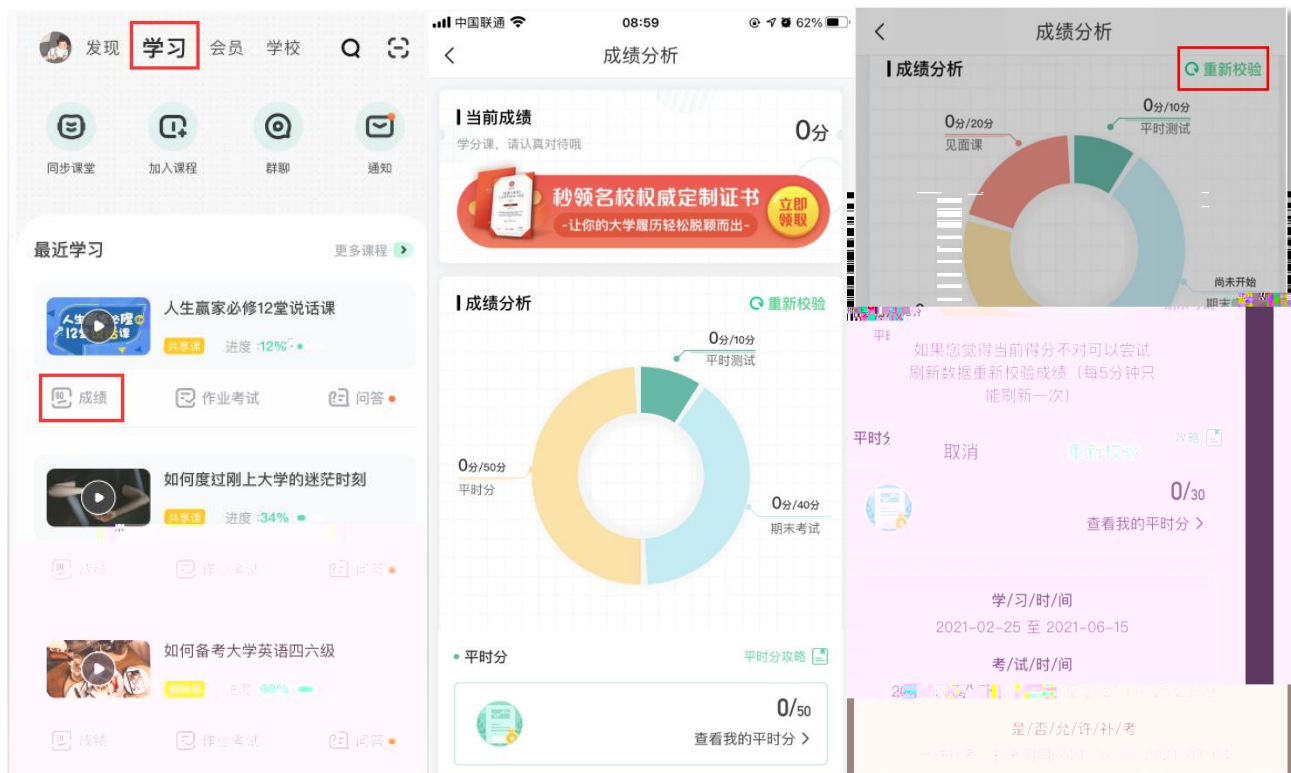 发现 学习 会员 学校
同步课堂 加入课程 群聊 通知
最近学习 更多课程
人生赢家必修12堂说话课
共享课 进度:12%
成绩 作业考试 问答
如何度过刚上大学的迷茫时刻
共享课 进度:34%
成绩 作业考试 问答
如何备考大学英语四六级
进度:68%
成绩 作业考试 问答
中国联通 08:59 62%
成绩分析
当前成绩
学分课，请认真对待哦
0分
秒领名校权威定制证书
-让你的大学履历轻松脱颖而出-
立即
领取
成绩分析 重新校验
0分/10分
平时测试
0分/50分
平时分
0分/40分
期末考试
平时分 平时分攻略
0/50
查看我的平时分
成绩分析
成绩分析 重新校验
0分/10分
平时测试
0分/20分
见面课
尚未开始
如果您觉得当前得分不对可以尝试
刷新数据重新校验成绩（每5分钟只
能刷新一次）
平时分 攻略
取消 重新校验
0/30
查看我的平时分
学/习/时/间
2021-02-25 至 2021-06-15
考/试/时/间
是/否/允/许/补/考